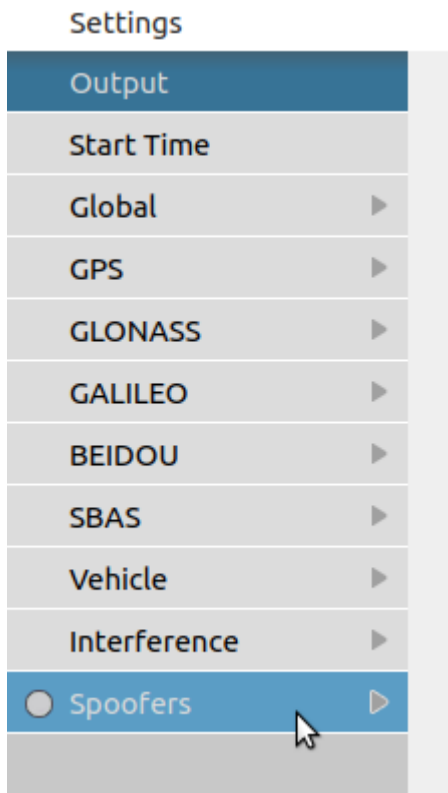 Settings
Output
Start Time
Global
GPS
GLONASS
GALILEO
BEIDOU
SBAS
Vehicle
Interference
Spoofers